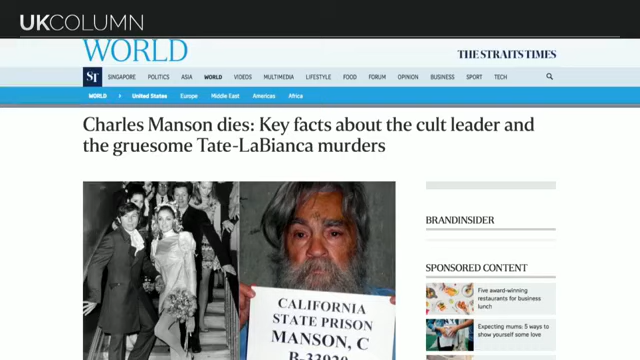 UKCOLUMN
WORLD
THE STRAITS TIMES
ST SINGAPORE POLITICS ASIA WORLD VIDEOS MULTIMEDIA LIFESTYLE FOOD FORUM OPINION BUSINESS SPORT TECH
WORLD > United States Europe Middle East Americas Africa
Charles Manson dies: Key facts about the cult leader and
the gruesome Tate-LaBianca murders
BRANDINSIDER
SPONSORED CONTENT
Five award-winning
restaurants for business
lunch
Expecting mums: 5 ways to
show yourself some love
CALIFORNIA
STATE PRISON
MANSON, C